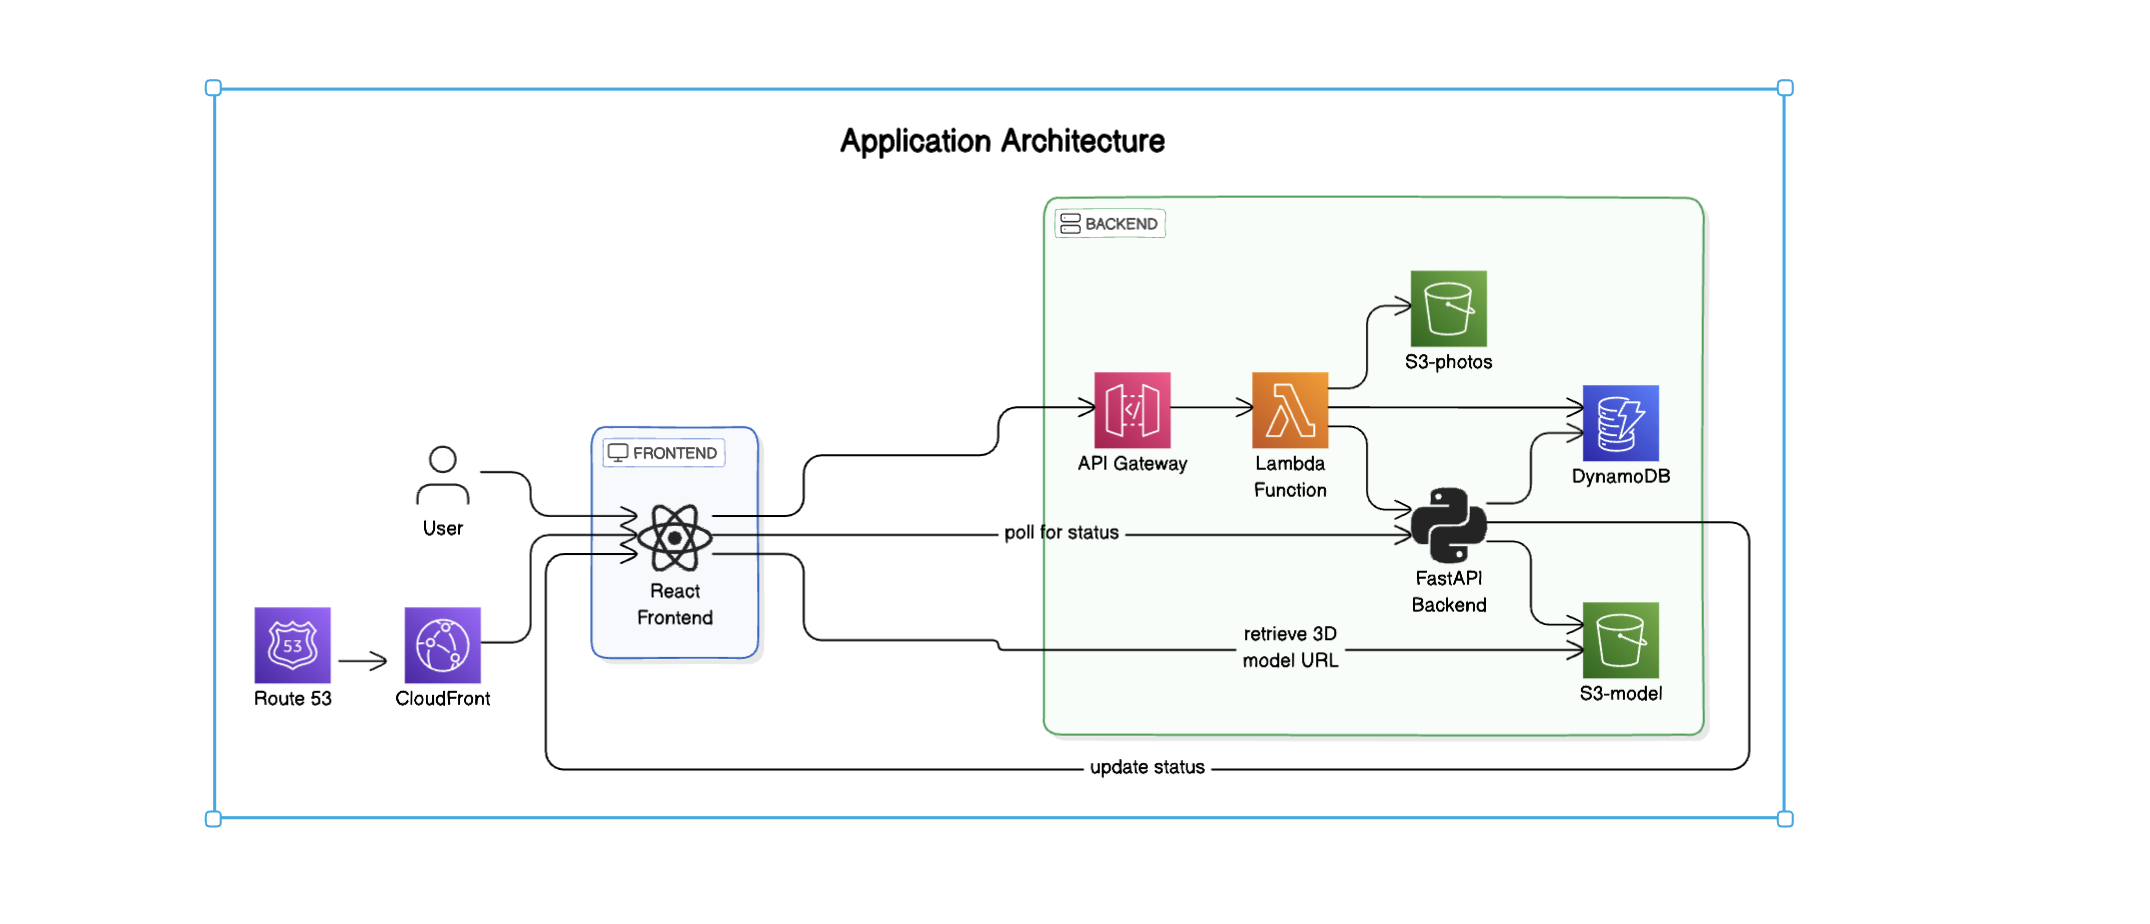 Application Architecture
BACKEND
S3-photos
API Gateway
Lambda
Function
DynamoDB
FRONTEND
User
React
Frontend
poll for status
FastAPI
Backend
53
Route 53
CloudFront
retrieve 3D
model URL
S3-model
update status